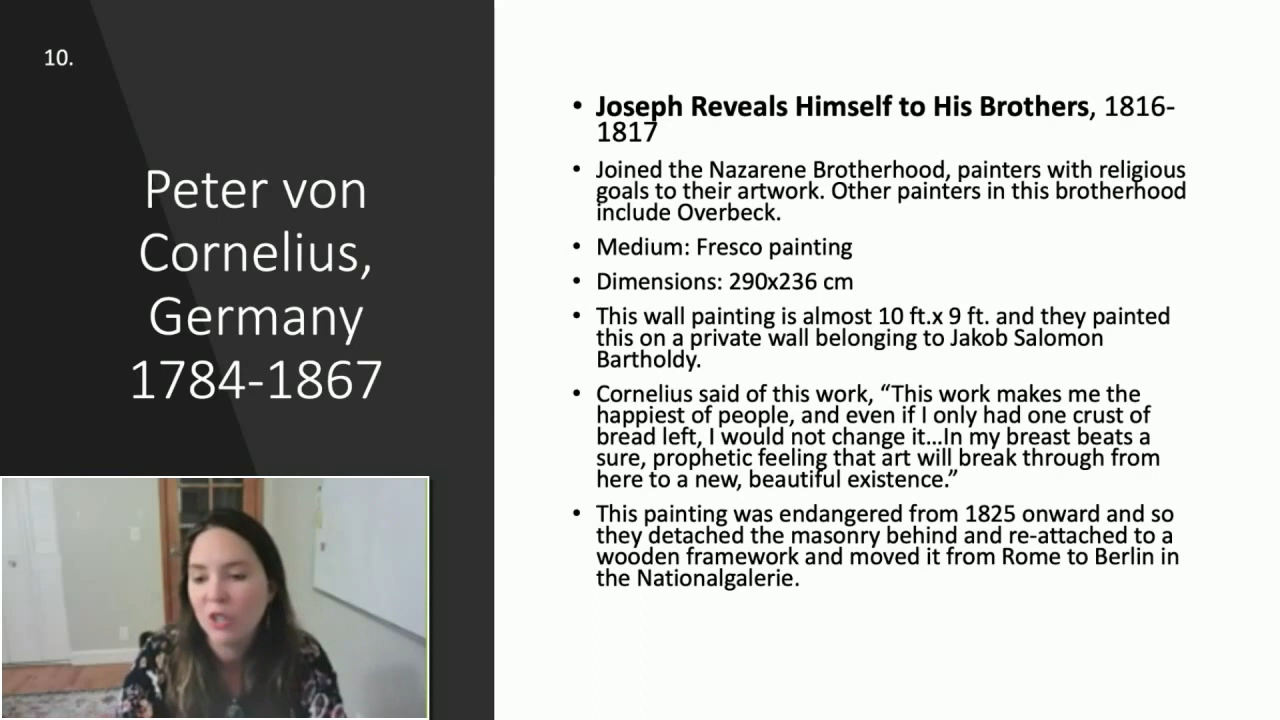 10.
Peter von
Cornelius,
Germany
1784-1867
• Joseph Reveals Himself to His Brothers, 1816-
1817
• Joined the Nazarene Brotherhood, painters with religious
goals to their artwork. Other painters in this brotherhood
include Overbeck.
• Medium: Fresco painting
• Dimensions: 290x236 cm
• This wall painting is almost 10 ft.x 9 ft. and they painted
this on a private wall belonging to Jakob Salomon
Bartholdy.
• Cornelius said of this work, “This work makes me the
happiest of people, and even if I only had one crust of
bread left, I would not change it…In my breast beats a
sure, prophetic feeling that art will break through from
here to a new, beautiful existence.”
• This painting was endangered from 1825 onward and so
they detached the masonry behind and re-attached to a
wooden framework and moved it from Rome to Berlin in
the Nationalgalerie.